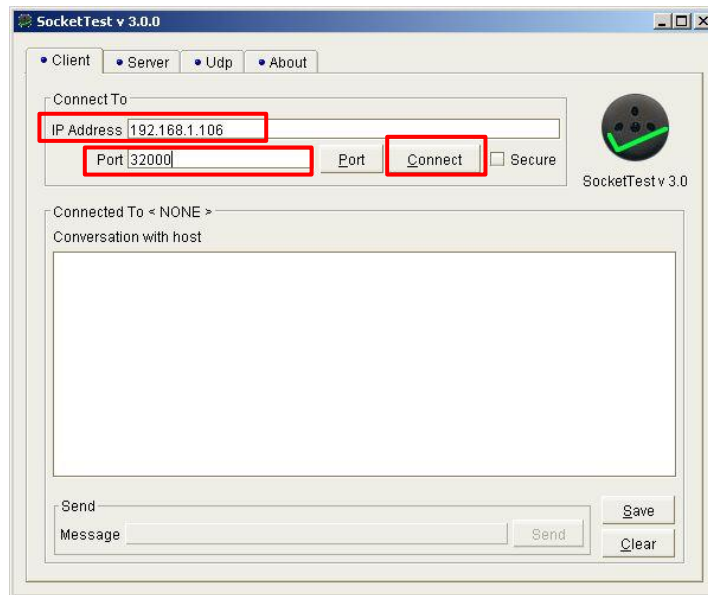 SocketTest v 3.0.0
Client Server Udp About
Connect To
IP Address 192.168.1.106
Port 32000 Port Connect Secure
SocketTest v 3.0
Connected To < NONE >
Conversation with host
Send
Message Send
Save
Clear